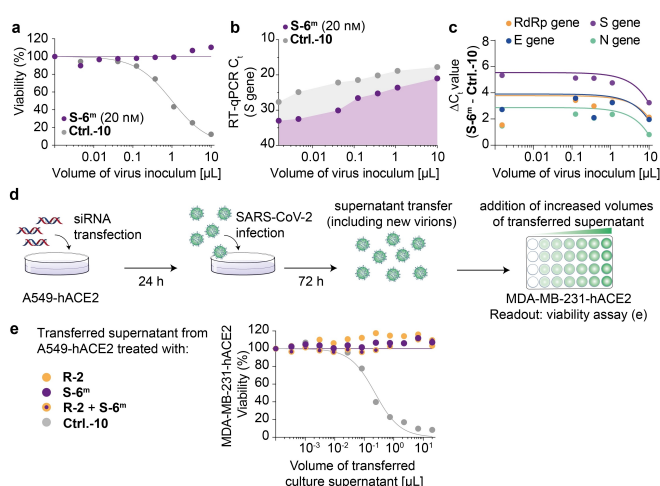 a
Viability (%)
120
100
80
60
40
20
0
S-6ᵐ (20 nM)
Ctrl.-10
0.01
0.1
1
10
Volume of virus inoculum [µL]
b
S-6ᵐ (20 nM)
Ctrl.-10
RT-qPCR Cₜ
(S gene)
10
20
30
40
0.01
0.1
1
10
Volume of virus inoculum [µL]
c
RdRp gene
S gene
E gene
N gene
ΔCₜ value
(S-6ᵐ - Ctrl.-10)
8
6
4
2
0
0.01
0.1
1
10
Volume of virus inoculum [µL]
d
siRNA
transfection
A549-hACE2
24 h
SARS-CoV-2
infection
72 h
supernatant transfer
(including new virions)
addition of increased volumes
of transferred supernatant
MDA-MB-231-hACE2
Readout: viability assay (e)
e
Transferred supernatant from
A549-hACE2 treated with:
R-2
S-6ᵐ
R-2 + S-6ᵐ
Ctrl.-10
MDA-MB-231-hACE2
Viability (%)
120
100
80
60
40
20
0
10⁻³
10⁻²
10⁻¹
10⁰
10¹
Volume of transferred
culture supernatant [µL]